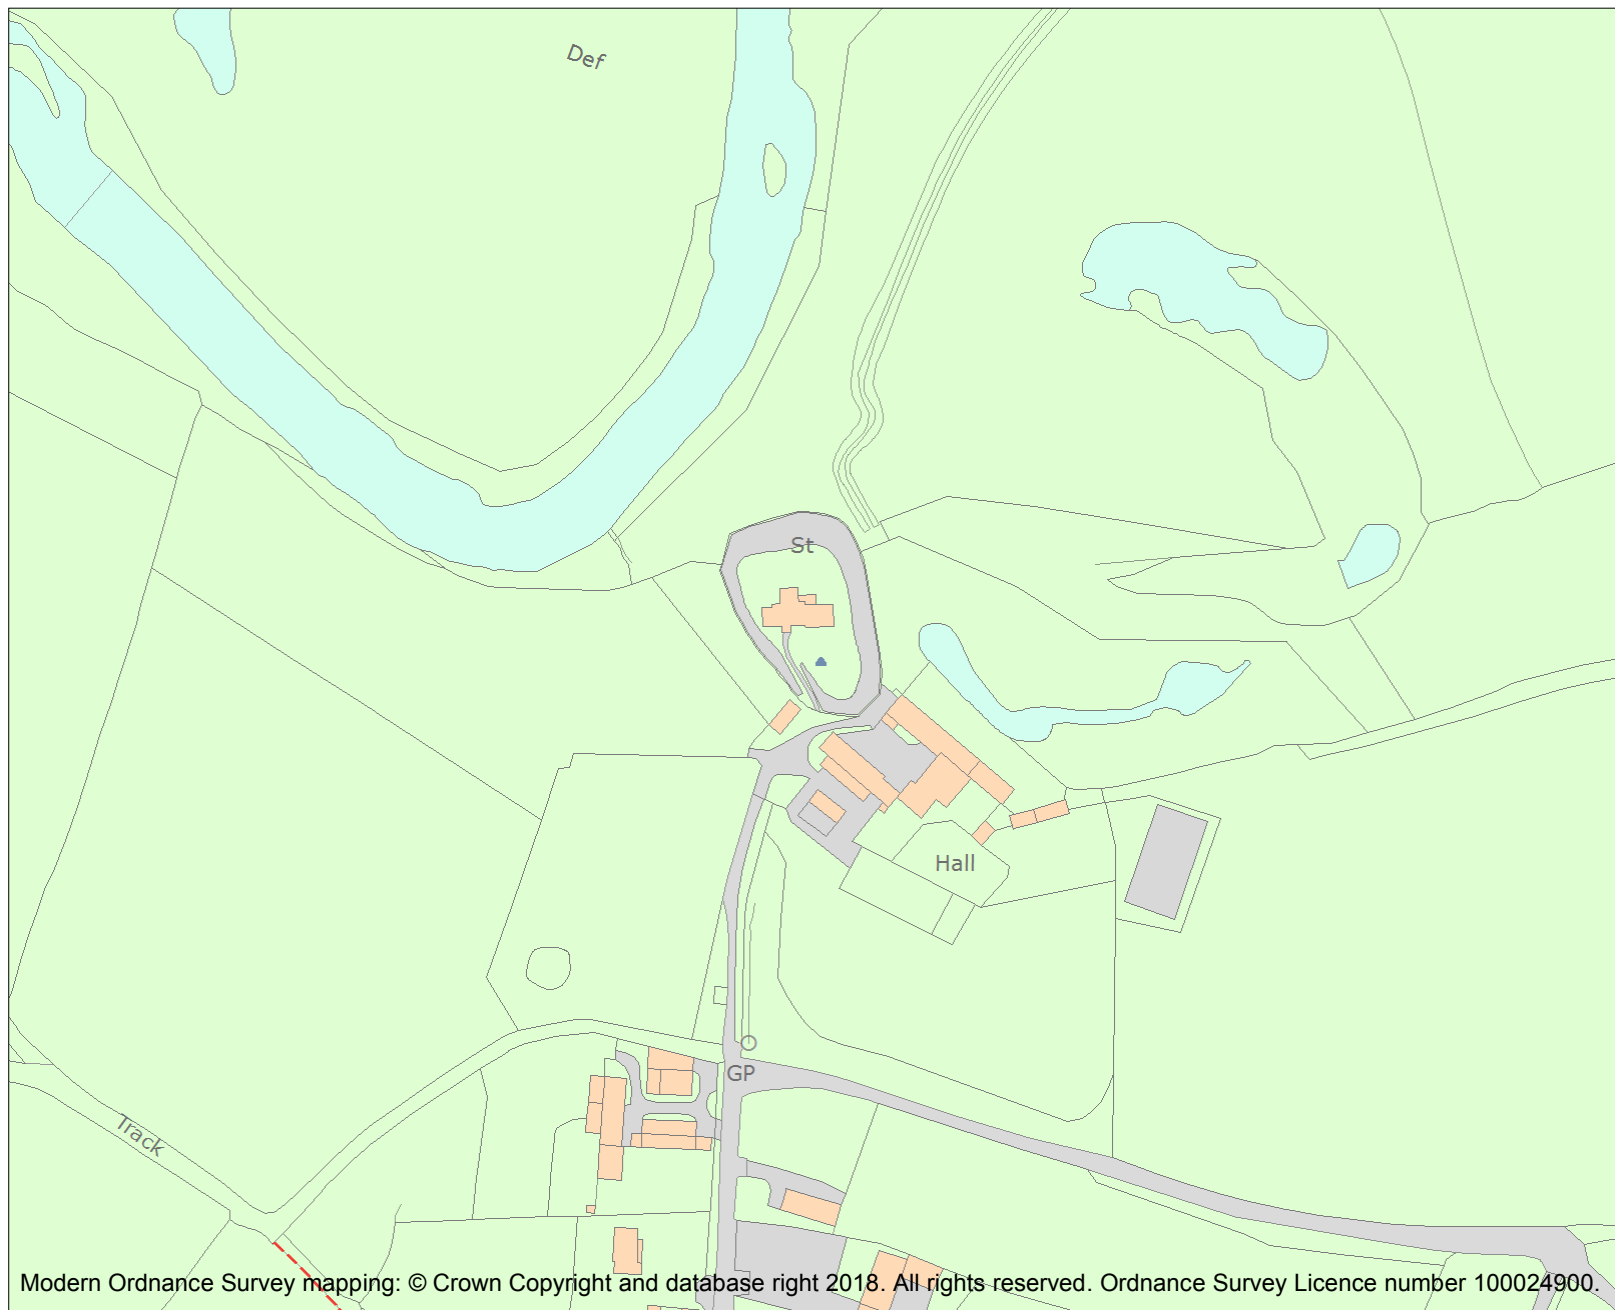 Def
St
Hall
GP
Track
Modern Ordnance Survey mapping: © Crown Copyright and database right 2018. All rights reserved. Ordnance Survey Licence number 100024900.